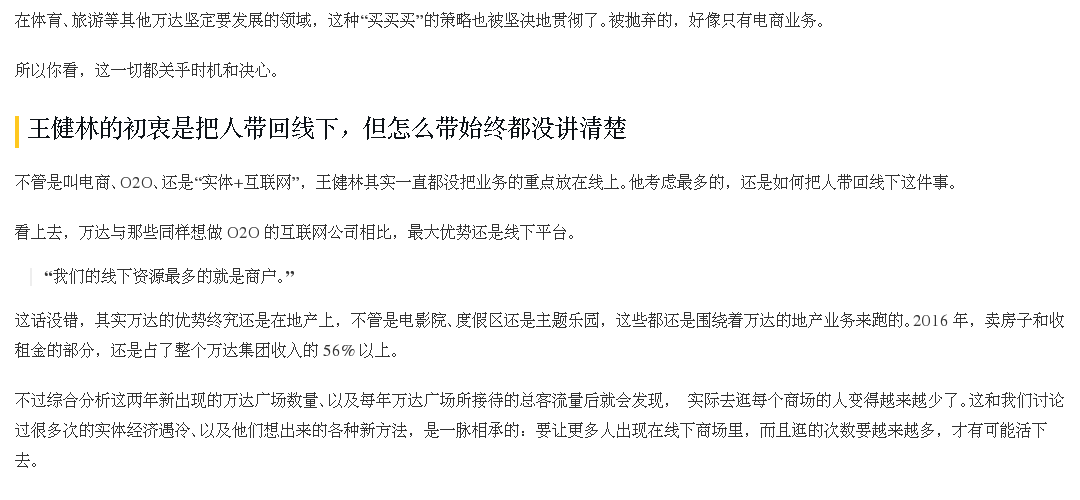 在体育、旅游等其他万达坚定要发展的领域，这种“买买买”的策略也被坚决地贯彻了。被抛弃的，好像只有电商业务。
所以你看，这一切都关乎时机和决心。
王健林的初衷是把人带回线下，但怎么带始终都没讲清楚
不管是叫电商、O2O、还是“实体+互联网”，王健林其实一直都没把业务的重点放在线上。他考虑最多的，还是如何把人带回线下这件事。
看上去，万达与那些同样想做 O2O 的互联网公司相比，最大优势还是线下平台。
“我们的线下资源最多的就是商户。”
这话没错，其实万达的优势终究还是在地产上，不管是电影院、度假区还是主题乐园，这些都还是围绕着万达的地产业务来跑的。2016 年，卖房子和收
租金的部分，还是占了整个万达集团收入的 56% 以上。
不过综合分析这两年新出现的万达广场数量、以及每年万达广场所接待的总客流量后就会发现， 实际去逛每个商场的人变得越来越少了。这和我们讨论
过很多次的实体经济遇冷、以及他们想出来的各种新方法，是一脉相承的：要让更多人出现在线下商场里，而且逛的次数要越来越多，才有可能活下
去。